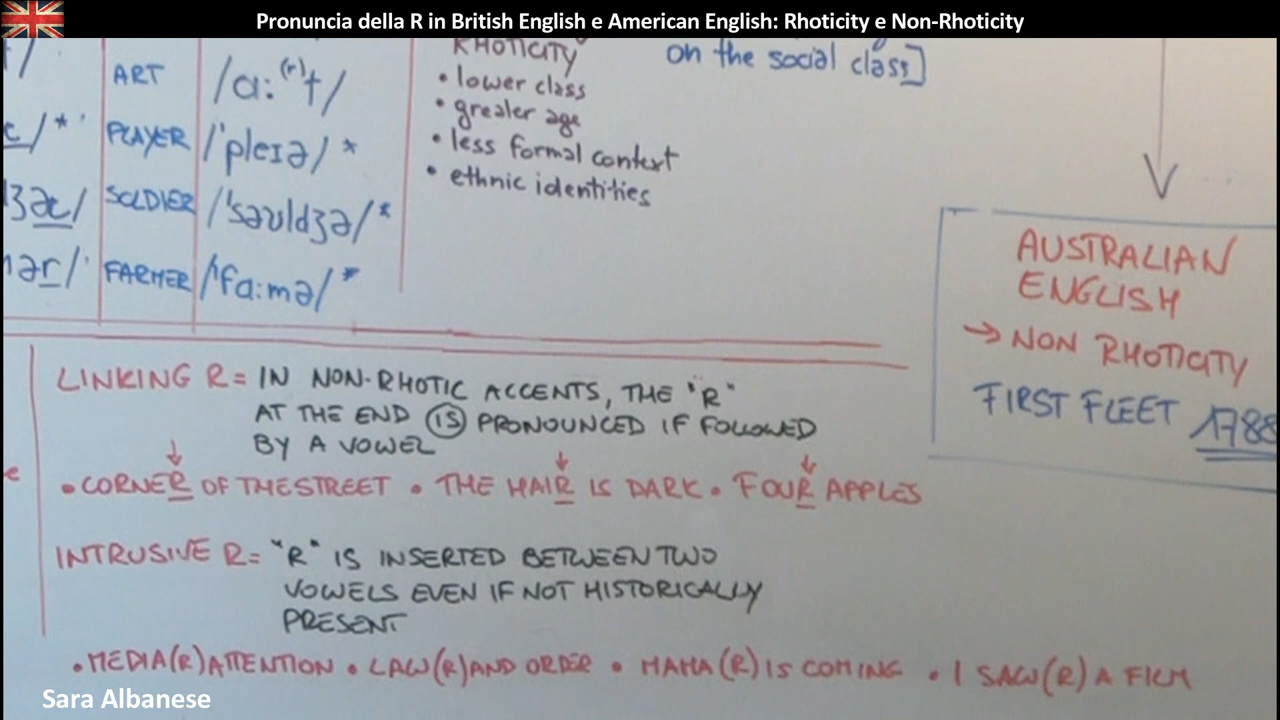 Pronuncia della R in British English e American English: Rhoticity e Non-Rhoticity
RHOTICITY
• lower class
• greater age
• less formal context
• ethnic identities
on the social class]
ART /a:⁽ʳ⁾t/
PLAYER /'pleɪə/ *
SOLDIER /'səʊldʒə/ *
FARMER /'fa:mə/ *
AUSTRALIAN
ENGLISH
→ NON RHOTICITY
FIRST FLEET 1788
LINKING R = IN NON-RHOTIC ACCENTS, THE "R"
AT THE END IS PRONOUNCED IF FOLLOWED
BY A VOWEL
• CORNER OF THE STREET • THE HAIR IS DARK • FOUR APPLES
INTRUSIVE R = "R" IS INSERTED BETWEEN TWO
VOWELS EVEN IF NOT HISTORICALLY
PRESENT
• MEDIA(R)ATTENTION • LAW(R)AND ORDER • MAMA(R) IS COMING • I SAW(R) A FILM
Sara Albanese